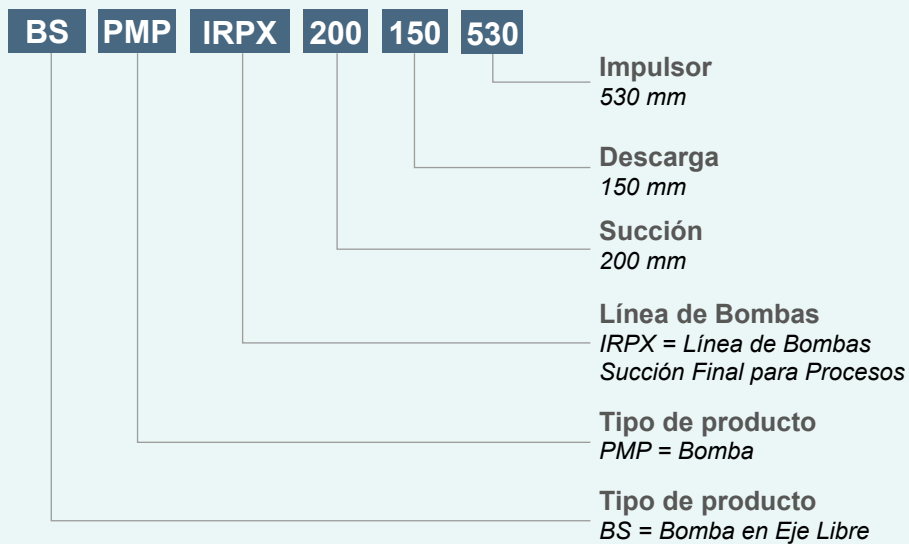 BS PMP IRPX 200 150 530
Impulsor
530 mm
Descarga
150 mm
Succión
200 mm
Línea de Bombas
IRPX = Línea de Bombas
Succión Final para Procesos
Tipo de producto
PMP = Bomba
Tipo de producto
BS = Bomba en Eje Libre